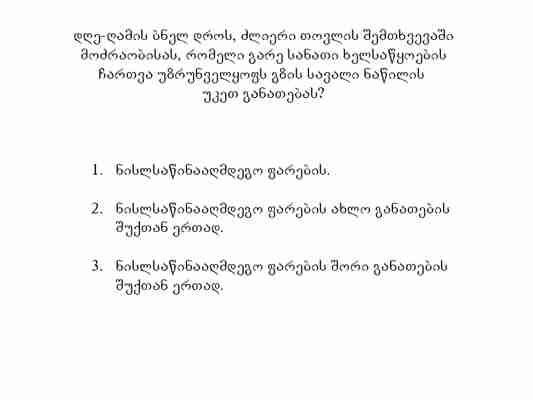 დღე-ღამის ბნელ დროს, ძლიერი თოვლის შემთხვევაში
მოძრაობისას, რომელი გარე სანათი ხელსაწყოების
ჩართვა უზრუნველყოფს გზის სავალი ნაწილის
უკეთ განათებას?
1. ნისლსაწინააღმდეგო ფარების.
2. ნისლსაწინააღმდეგო ფარების ახლო განათების
შუქთან ერთად.
3. ნისლსაწინააღმდეგო ფარების შორი განათების
შუქთან ერთად.